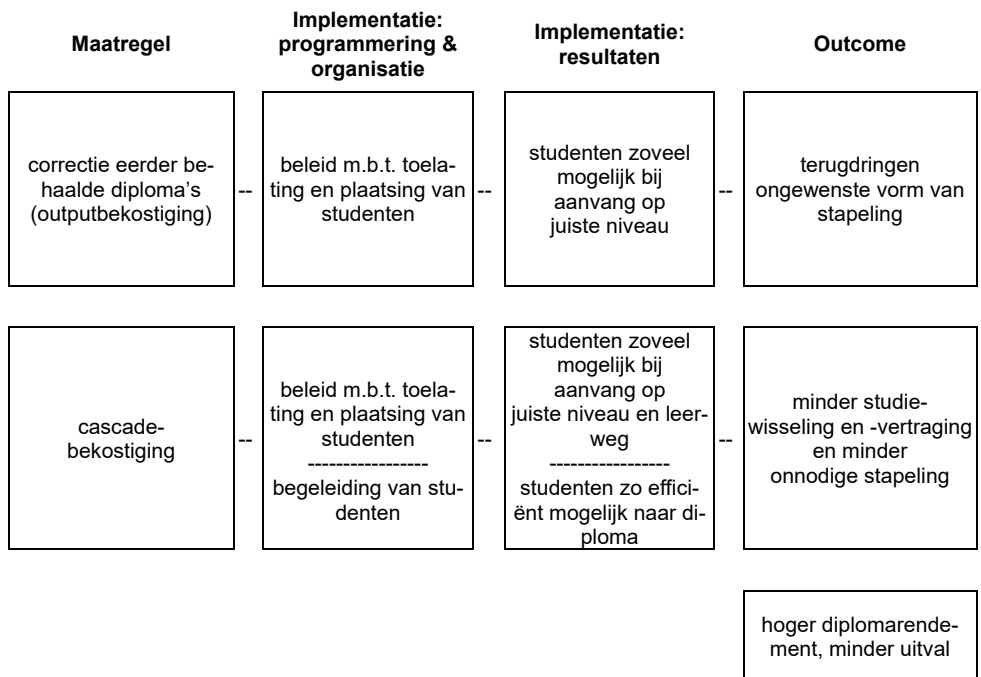 Maatregel
Implementatie:
programmering &
organisatie
Implementatie:
resultaten
Outcome
correctie eerder be-
haalde diploma's
(outputbekostiging)
--
beleid m.b.t. toela-
ting en plaatsing van
studenten
--
studenten zoveel
mogelijk bij
aanvang op
juiste niveau
--
terugdringen
ongewenste vorm van
stapeling
cascade-
bekostiging
--
beleid m.b.t. toela-
ting en plaatsing van
studenten
-----------------
begeleiding van stu-
denten
--
studenten zoveel
mogelijk bij
aanvang op
juiste niveau en leer-
weg
-----------------
studenten zo effici-
ënt mogelijk naar di-
ploma
--
minder studie-
wisseling en -vertraging
en minder
onnodige stapeling
hoger diplomarende-
ment, minder uitval